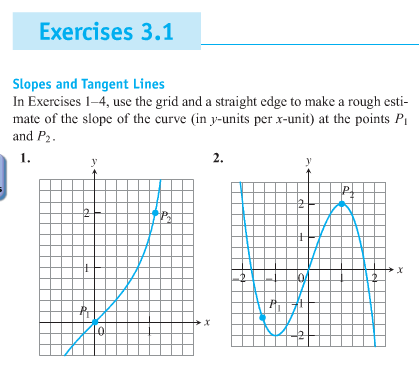 Exercises 3.1
Slopes and Tangent Lines
In Exercises 1–4, use the grid and a straight edge to make a rough esti-
mate of the slope of the curve (in y-units per x-unit) at the points P₁
and P₂.
1.
y
2
P₂
1
P₁
0
x
2.
y
P₂
2
1
–2
–1
0
1
2
x
P₁
–1
–2